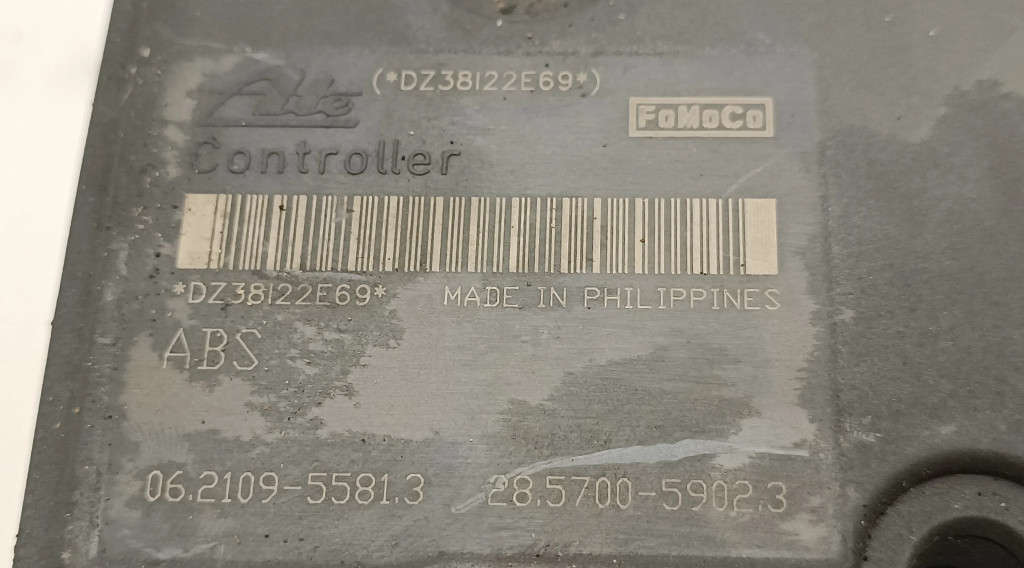 Ate (*DZ38122E69*)
FoMoCo
Controller
*DZ38122E69* MADE IN PHILIPPINES
ABS
06.2109-5581.3 28.5700-5902.3